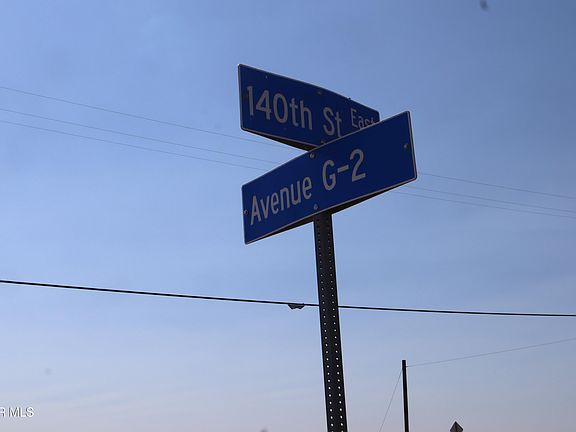 140th St East
Avenue G-2
R MLS